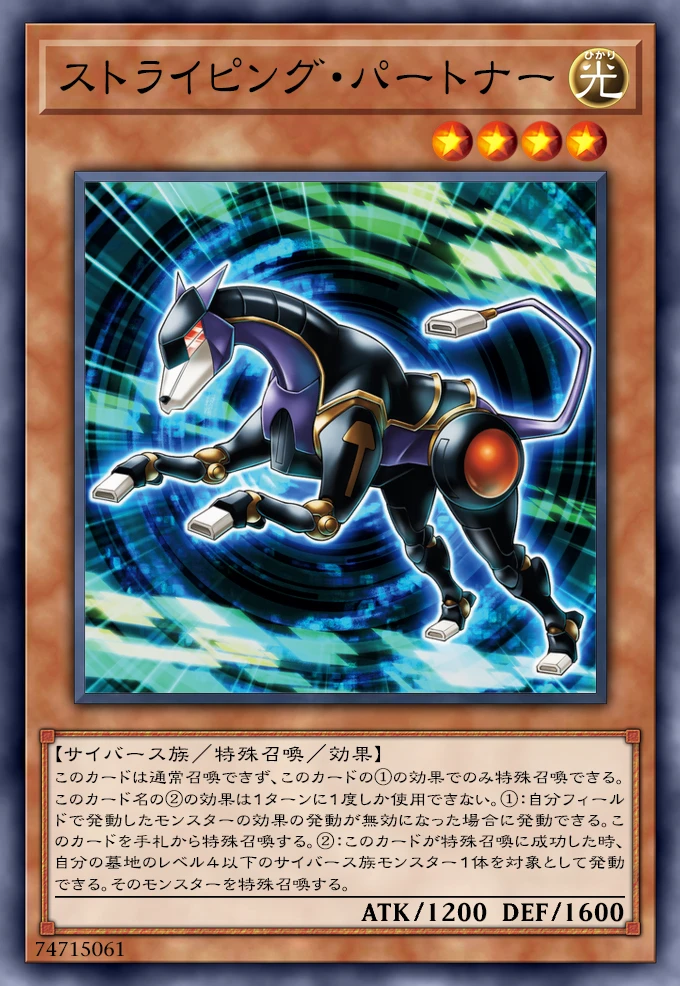 ストライピング・パートナー
ひかり
光
【サイバース族／特殊召喚／効果】
このカードは通常召喚できず、このカードの①の効果でのみ特殊召喚できる。
このカード名の②の効果は１ターンに１度しか使用できない。①：自分フィール
ドで発動したモンスターの効果の発動が無効になった場合に発動できる。こ
のカードを手札から特殊召喚する。②：このカードが特殊召喚に成功した時、
自分の墓地のレベル４以下のサイバース族モンスター１体を対象として発動
できる。そのモンスターを特殊召喚する。
ATK/1200 DEF/1600
74715061